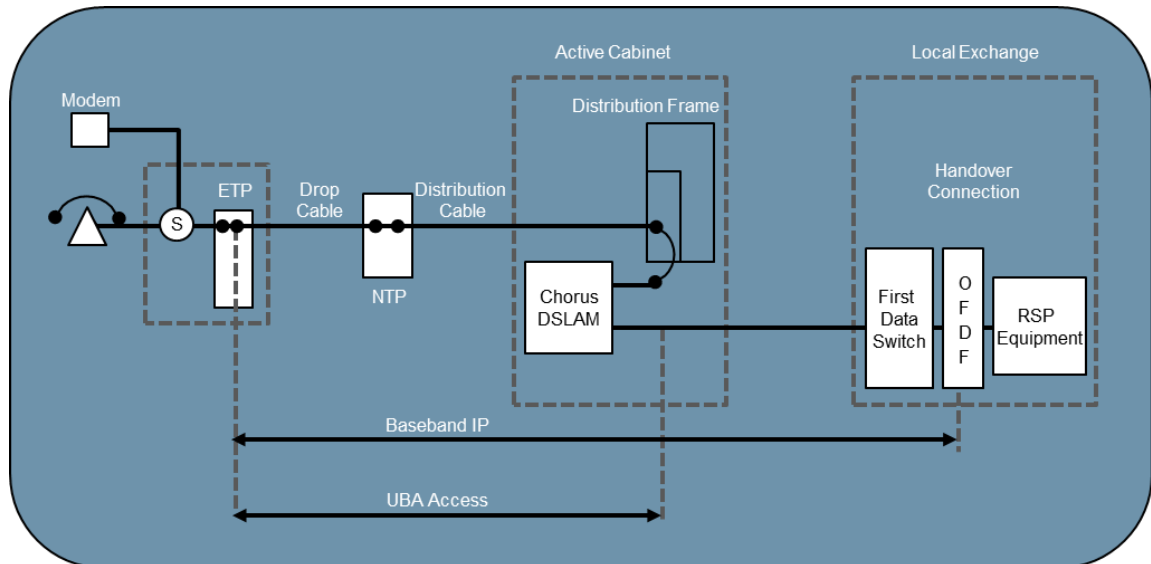 Active Cabinet
Local Exchange
Modem
Distribution Frame
ETP
Drop
Cable
Distribution
Cable
Handover
Connection
S
NTP
Chorus
DSLAM
First
Data
Switch
O
F
D
F
RSP
Equipment
Baseband IP
UBA Access